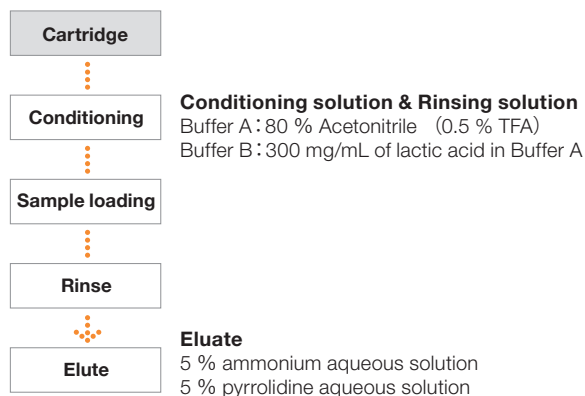 Cartridge
Conditioning
Conditioning solution & Rinsing solution
Buffer A：80 % Acetonitrile （0.5 % TFA）
Buffer B：300 mg/mL of lactic acid in Buffer A
Sample loading
Rinse
Elute
Eluate
5 % ammonium aqueous solution
5 % pyrrolidine aqueous solution